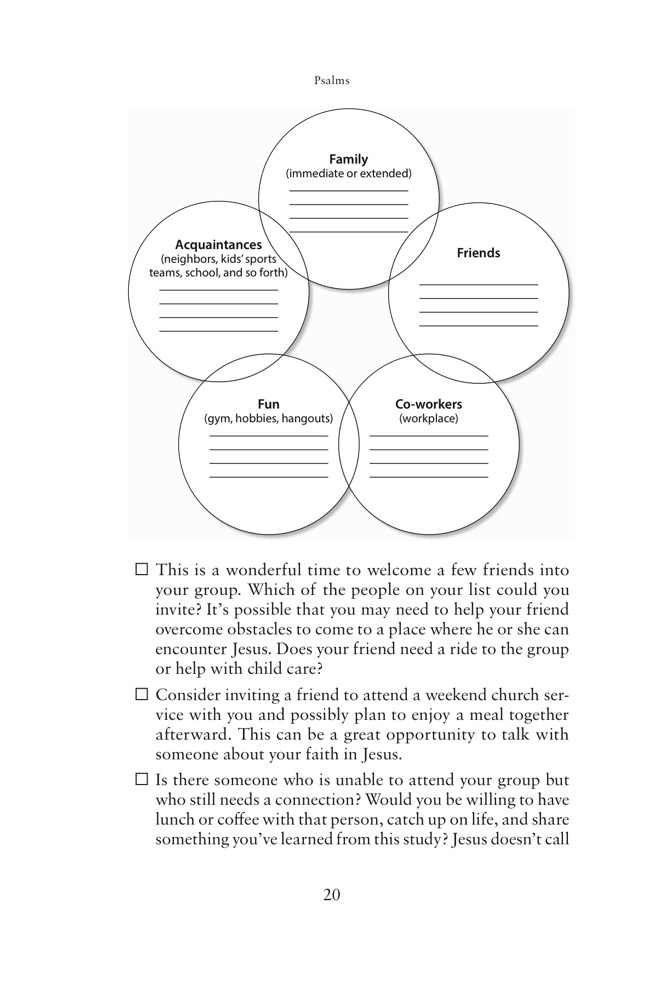 Psalms
Family
(immediate or extended)
Acquaintances
(neighbors, kids' sports
teams, school, and so forth)
Friends
Fun
(gym, hobbies, hangouts)
Co-workers
(workplace)
☐ This is a wonderful time to welcome a few friends into
your group. Which of the people on your list could you
invite? It's possible that you may need to help your friend
overcome obstacles to come to a place where he or she can
encounter Jesus. Does your friend need a ride to the group
or help with child care?
☐ Consider inviting a friend to attend a weekend church ser-
vice with you and possibly plan to enjoy a meal together
afterward. This can be a great opportunity to talk with
someone about your faith in Jesus.
☐ Is there someone who is unable to attend your group but
who still needs a connection? Would you be willing to have
lunch or coffee with that person, catch up on life, and share
something you've learned from this study? Jesus doesn't call
20